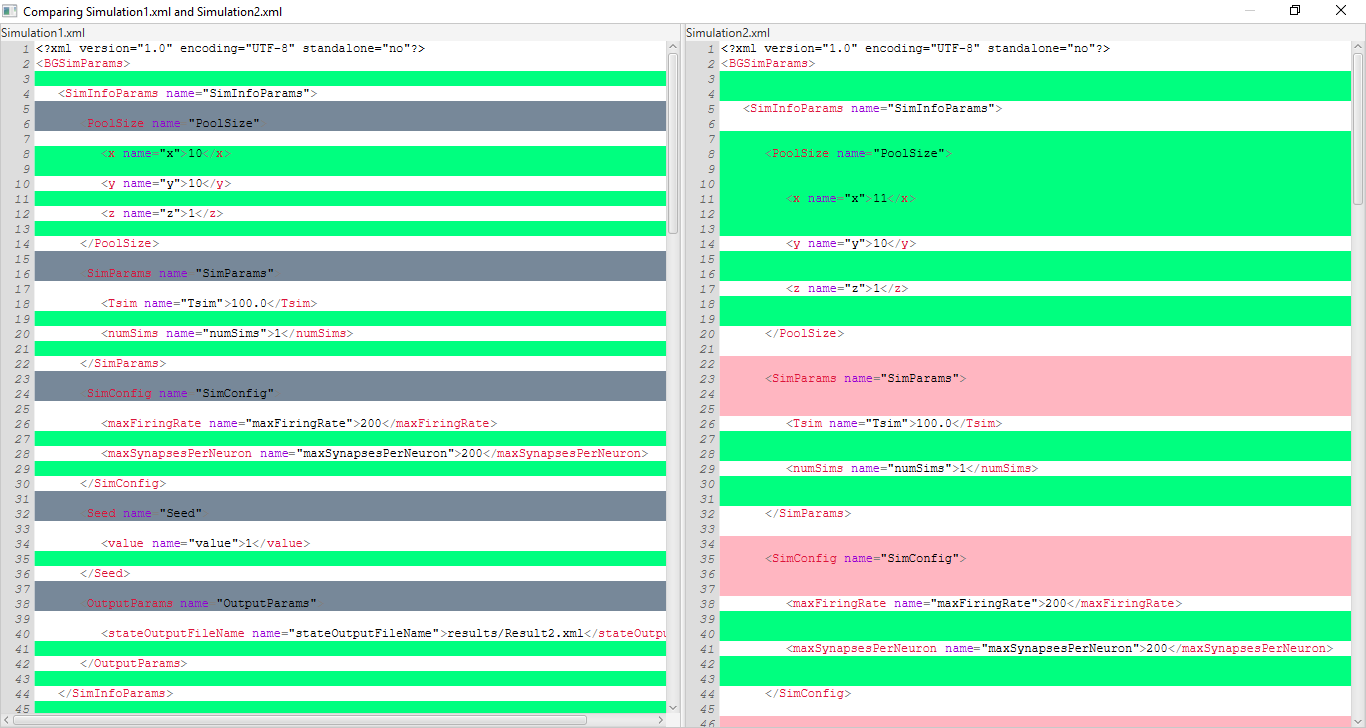 Comparing Simulation1.xml and Simulation2.xml
Simulation1.xml
1 <?xml version="1.0" encoding="UTF-8" standalone="no"?>
2 <BGSimParams>
3
4 <SimInfoParams name="SimInfoParams">
5
6 PoolSize name "PoolSize"
7
8 <x name="x">10</x>
9
10 <y name="y">10</y>
11
12 <z name="z">1</z>
13
14 </PoolSize>
15
16 SimParams name "SimParams"
17
18 <Tsim name="Tsim">100.0</Tsim>
19
20 <numSims name="numSims">1</numSims>
21
22 </SimParams>
23
24 SimConfig name "SimConfig"
25
26 <maxFiringRate name="maxFiringRate">200</maxFiringRate>
27
28 <maxSynapsesPerNeuron name="maxSynapsesPerNeuron">200</maxSynapsesPerNeuron>
29
30 </SimConfig>
31
32 Seed name "Seed"
33
34 <value name="value">1</value>
35
36 </Seed>
37
38 OutputParams name "OutputParams"
39
40 <stateOutputFileName name="stateOutputFileName">results/Result2.xml</stateOutpu
41
42 </OutputParams>
43
44 </SimInfoParams>
45
Simulation2.xml
1 <?xml version="1.0" encoding="UTF-8" standalone="no"?>
2 <BGSimParams>
3
4
5 <SimInfoParams name="SimInfoParams">
6
7
8 <PoolSize name="PoolSize">
9
10
11 <x name="x">11</x>
12
13
14 <y name="y">10</y>
15
16
17 <z name="z">1</z>
18
19
20 </PoolSize>
21
22
23 <SimParams name="SimParams">
24
25
26 <Tsim name="Tsim">100.0</Tsim>
27
28
29 <numSims name="numSims">1</numSims>
30
31
32 </SimParams>
33
34
35 <SimConfig name="SimConfig">
36
37
38 <maxFiringRate name="maxFiringRate">200</maxFiringRate>
39
40
41 <maxSynapsesPerNeuron name="maxSynapsesPerNeuron">200</maxSynapsesPerNeuron>
42
43
44 </SimConfig>
45
46